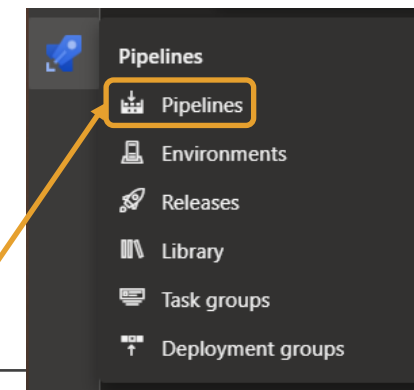 Pipelines
Pipelines
Environments
Releases
Library
Task groups
Deployment groups